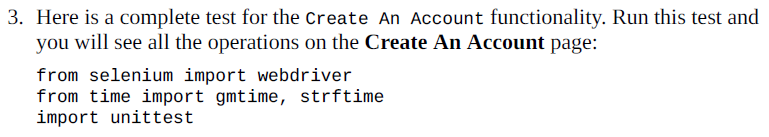 3. Here is a complete test for the Create An Account functionality. Run this test and
you will see all the operations on the Create An Account page:
from selenium import webdriver
from time import gmtime, strftime
import unittest